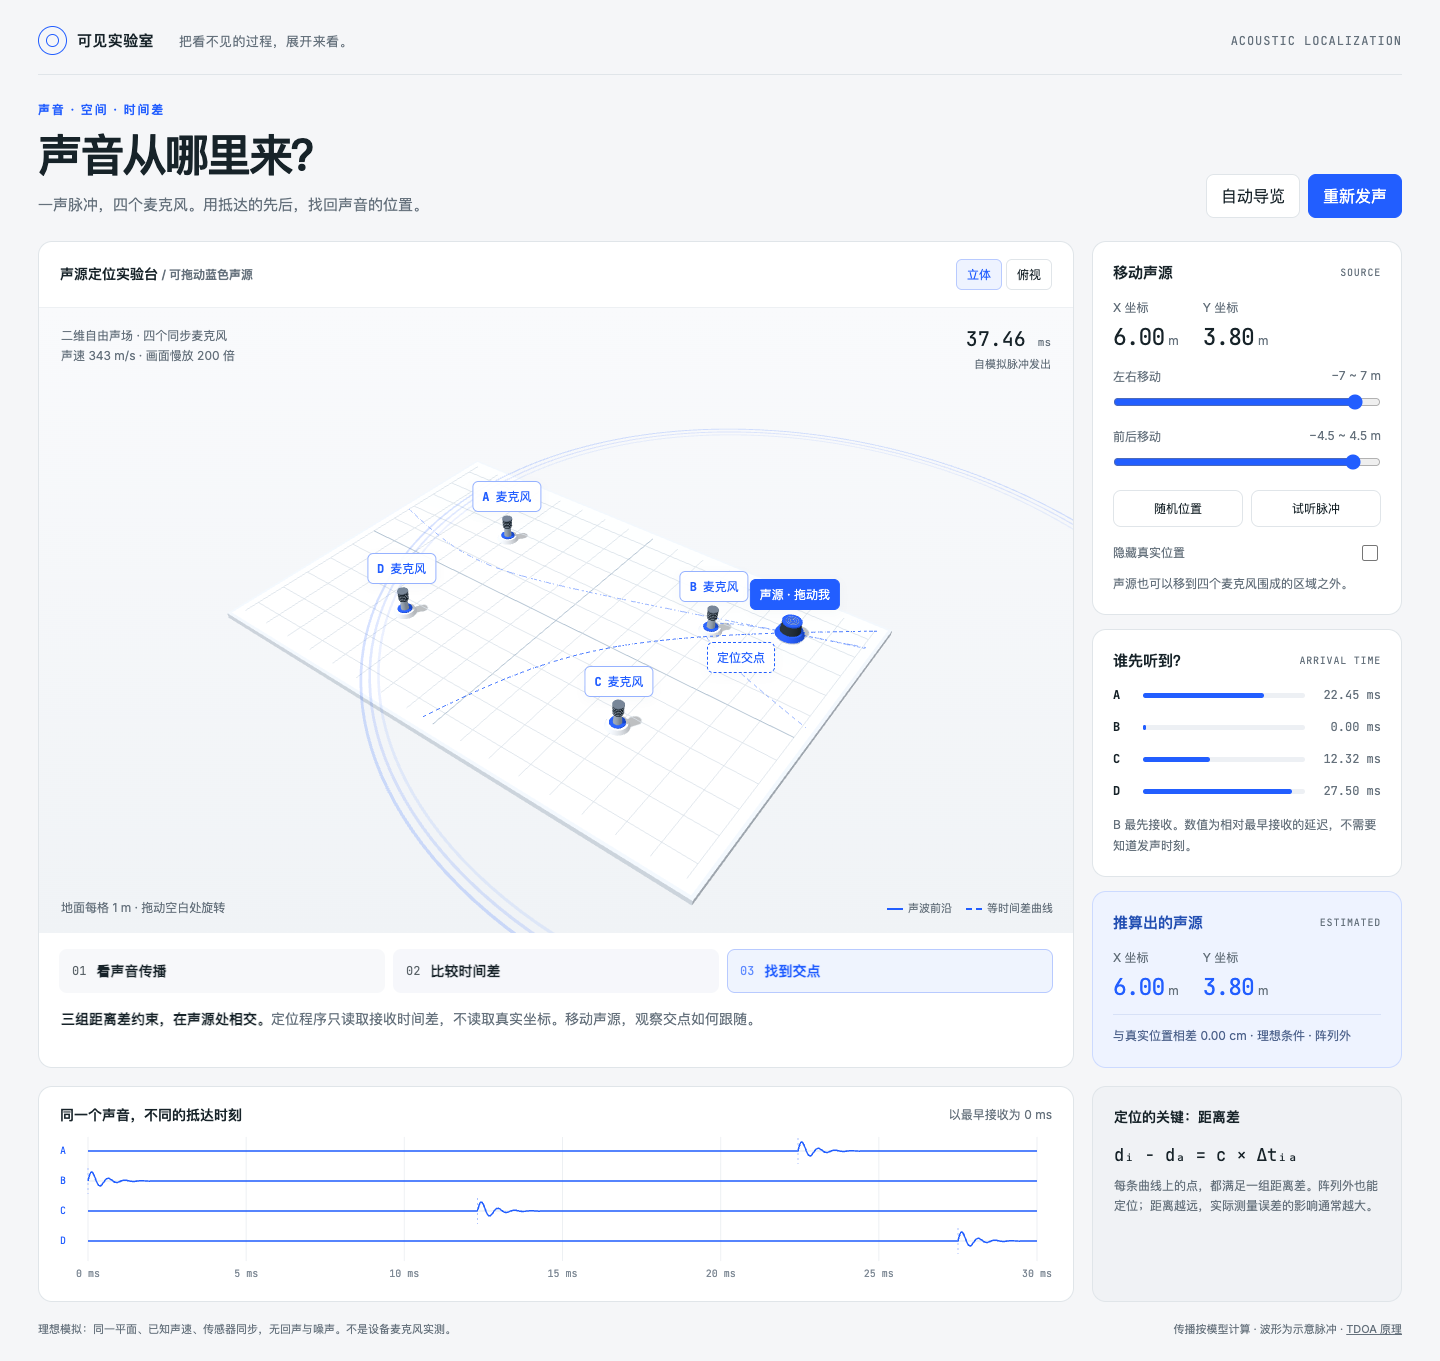 可见实验室 把看不见的过程，展开来看。 ACOUSTIC LOCALIZATION
声音 · 空间 · 时间差
声音从哪里来？
一声脉冲，四个麦克风。用抵达的先后，找回声音的位置。
自动导览 重新发声
声源定位实验台 / 可拖动蓝色声源
立体 俯视
二维自由声场 · 四个同步麦克风
声速 343 m/s · 画面慢放 200 倍
37.46 ms
自模拟脉冲发出
A 麦克风
D 麦克风
B 麦克风
声源 · 拖动我
定位交点
C 麦克风
地面每格 1 m · 拖动空白处旋转
声波前沿 等时间差曲线
01 看声音传播
02 比较时间差
03 找到交点
三组距离差约束，在声源处相交。定位程序只读取接收时间差，不读取真实坐标。移动声源，观察交点如何跟随。
移动声源 SOURCE
X 坐标 Y 坐标
6.00 m 3.80 m
左右移动 −7 ~ 7 m
前后移动 −4.5 ~ 4.5 m
随机位置 试听脉冲
隐藏真实位置
声源也可以移到四个麦克风围成的区域之外。
谁先听到？ ARRIVAL TIME
A 22.45 ms
B 0.00 ms
C 12.32 ms
D 27.50 ms
B 最先接收。数值为相对最早接收的延迟，不需要
知道发声时刻。
推算出的声源 ESTIMATED
X 坐标 Y 坐标
6.00 m 3.80 m
与真实位置相差 0.00 cm · 理想条件 · 阵列外
同一个声音，不同的抵达时刻 以最早接收为 0 ms
A
B
C
D
0 ms 5 ms 10 ms 15 ms 20 ms 25 ms 30 ms
定位的关键：距离差
dᵢ - dₐ = c × Δtᵢₐ
每条曲线上的点，都满足一组距离差。阵列外也能
定位；距离越远，实际测量误差的影响通常越大。
理想模拟：同一平面、已知声速、传感器同步，无回声与噪声。不是设备麦克风实测。
传播按模型计算 · 波形为示意脉冲 · TDOA 原理